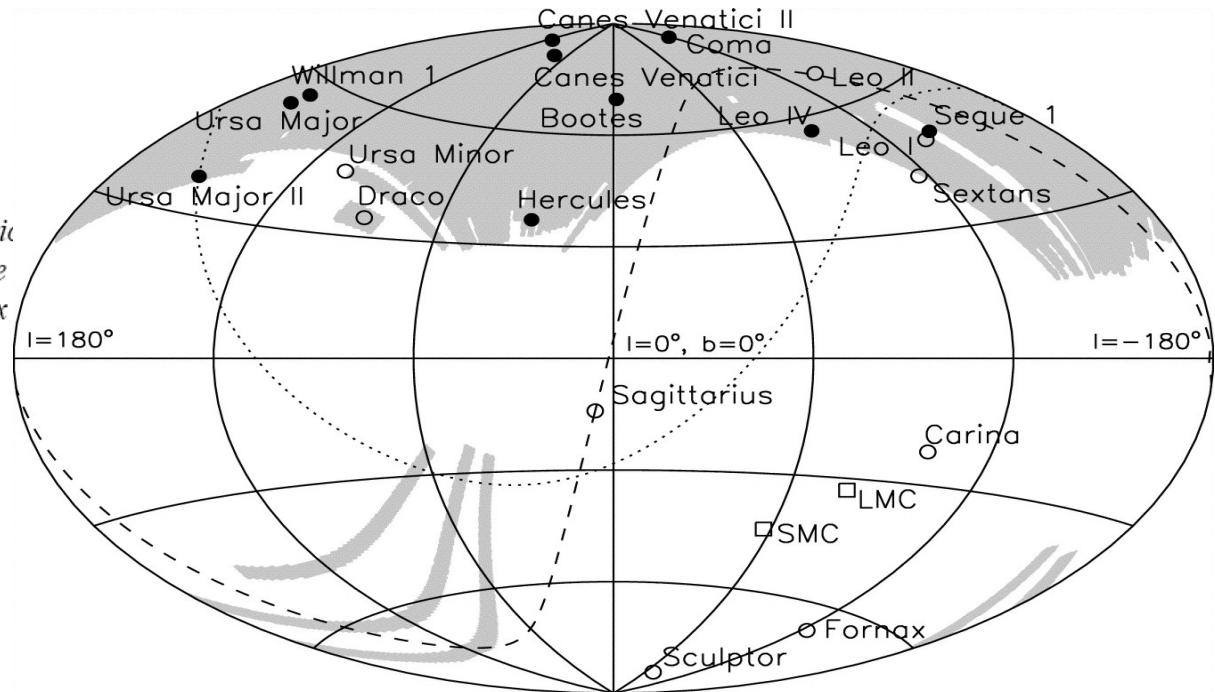 Canes Venatici II
Coma
Willman 1
Canes Venatici
Leo II
Ursa Major
Bootes
Leo IV
Segue 1
Ursa Minor
Leo I
Ursa Major II
Draco
Hercules
Sextans
l=180°
l=0°, b=0°
l=-180°
Sagittarius
Carina
LMC
SMC
Fornax
Sculptor